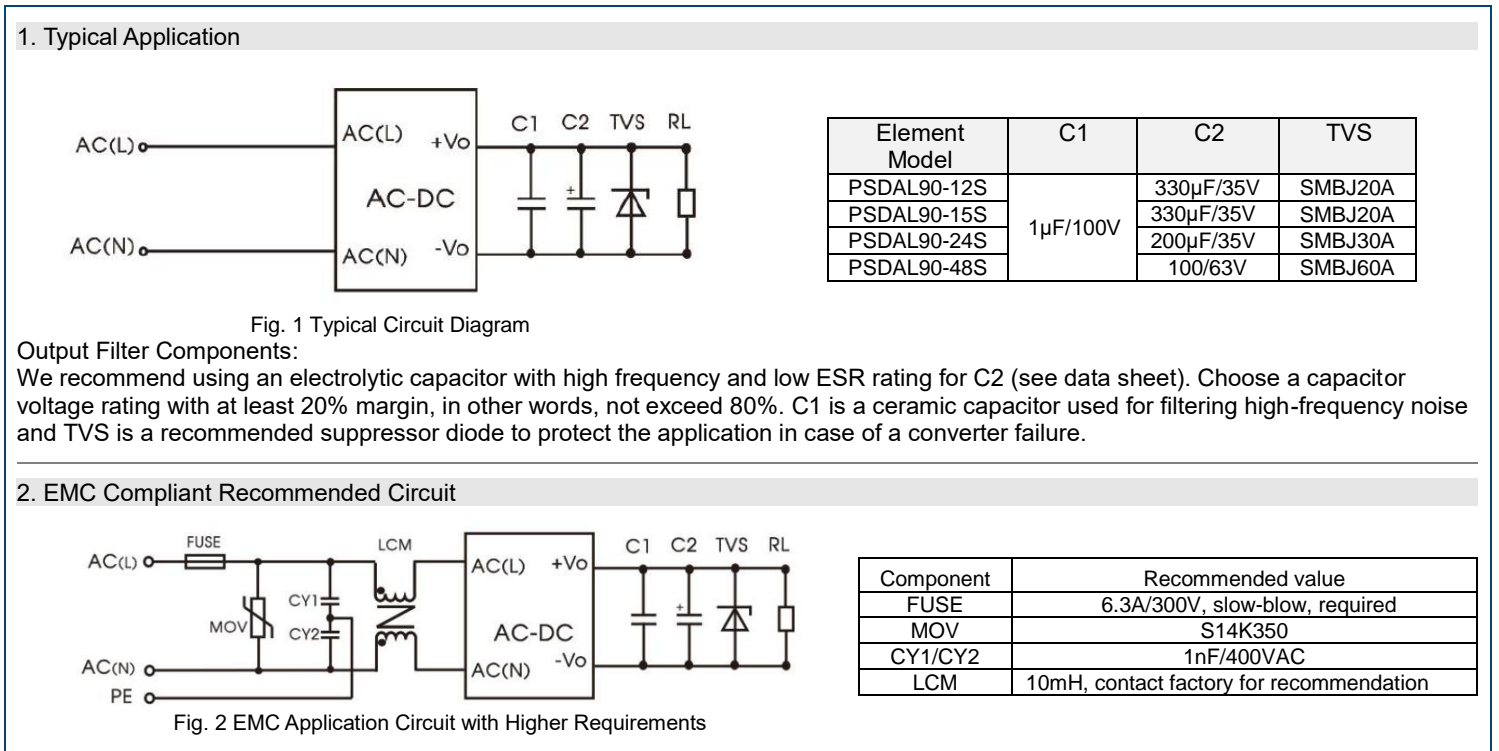 1. Typical Application
AC(L)
AC(N)
AC(L)
+Vo
AC-DC
AC(N)
-Vo
C1 C2 TVS RL
+
Fig. 1 Typical Circuit Diagram
Element Model C1 C2 TVS
PSDAL90-12S 1µF/100V 330µF/35V SMBJ20A
PSDAL90-15S 330µF/35V SMBJ20A
PSDAL90-24S 200µF/35V SMBJ30A
PSDAL90-48S 100/63V SMBJ60A
Output Filter Components:
We recommend using an electrolytic capacitor with high frequency and low ESR rating for C2 (see data sheet). Choose a capacitor
voltage rating with at least 20% margin, in other words, not exceed 80%. C1 is a ceramic capacitor used for filtering high-frequency noise
and TVS is a recommended suppressor diode to protect the application in case of a converter failure.
2. EMC Compliant Recommended Circuit
AC(L)
FUSE
MOV
CY1
CY2
LCM
AC(N)
PE
AC(L)
+Vo
AC-DC
AC(N)
-Vo
C1 C2 TVS RL
+
Fig. 2 EMC Application Circuit with Higher Requirements
Component Recommended value
FUSE 6.3A/300V, slow-blow, required
MOV S14K350
CY1/CY2 1nF/400VAC
LCM 10mH, contact factory for recommendation